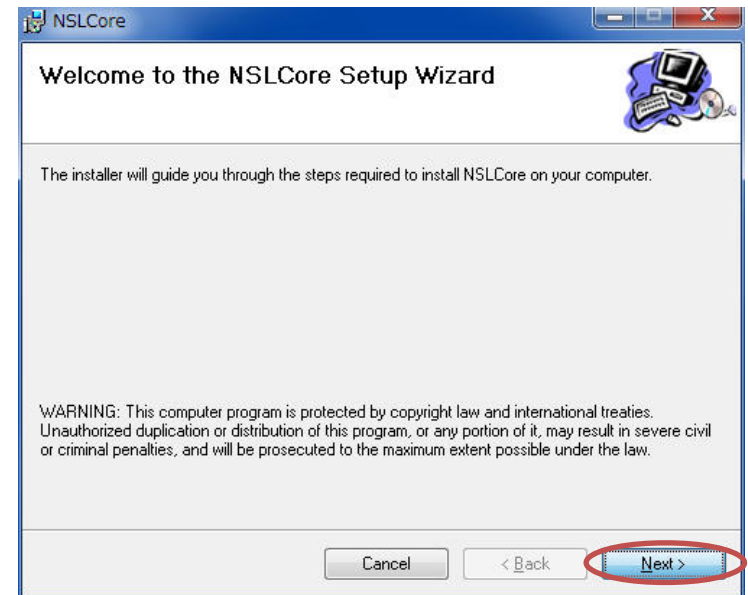 NSLCore
Welcome to the NSLCore Setup Wizard
The installer will guide you through the steps required to install NSLCore on your computer.
WARNING: This computer program is protected by copyright law and international treaties.
Unauthorized duplication or distribution of this program, or any portion of it, may result in severe civil
or criminal penalties, and will be prosecuted to the maximum extent possible under the law.
Cancel
< Back
Next >